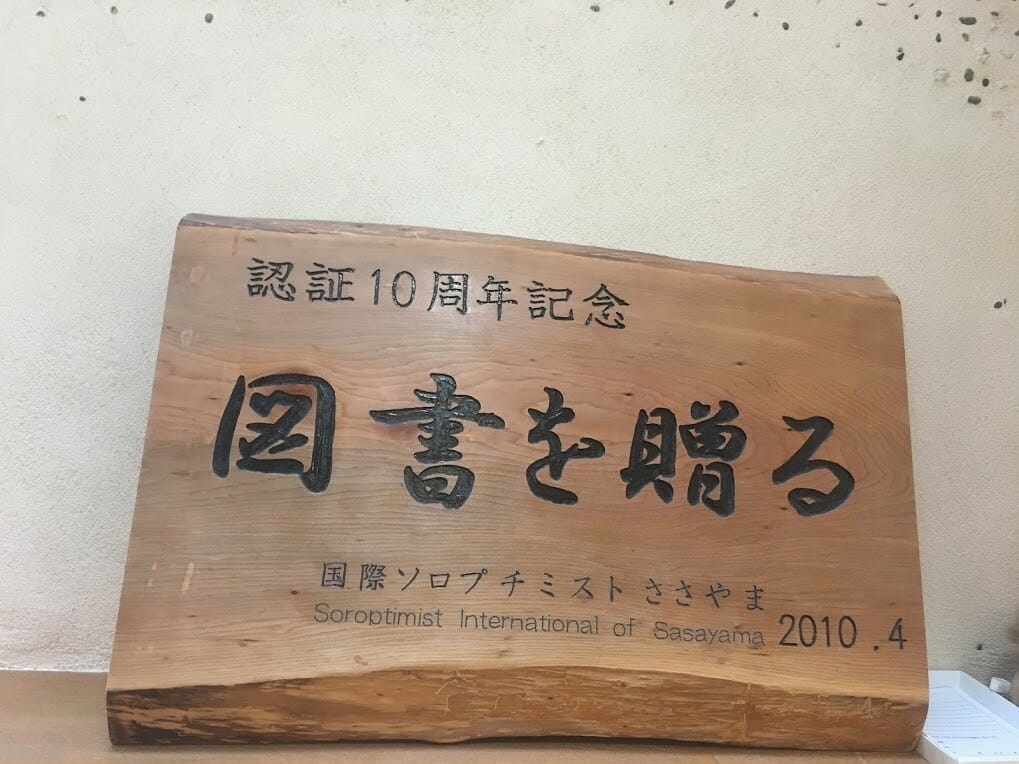 認証10周年記念
図書を贈る
国際ソロプチミストささやま
Soroptimist International of Sasayama 2010.4